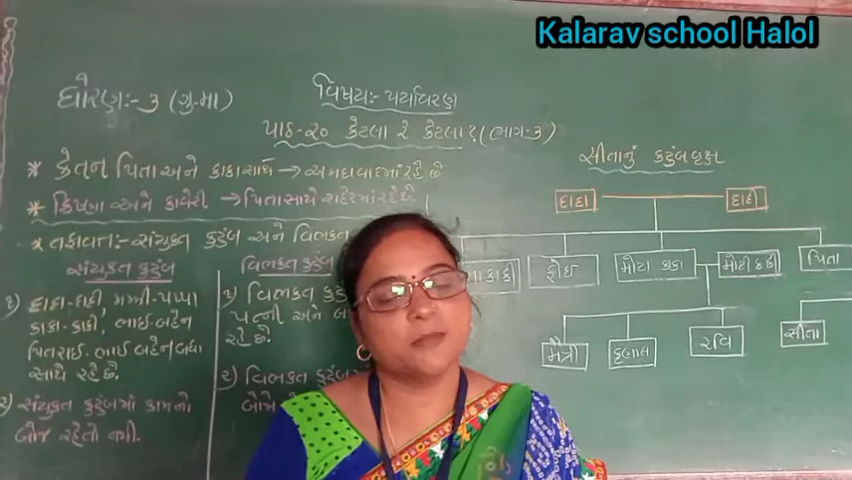 Kalarav school Halol
ધોરણ:- ૩ (ગુ.મા)
વિષય:- પર્યાવરણ
પાઠ-૨૦ કેટલા રે કેટલા? (ભાગ-૩)
* કેતન પિતા અને કાકા સાથે → અમદાવાદમાં રહે છે
* ક્રિષ્ણા અને કાવેરી → પિતા સાથે શહેરમાં રહે છે.
* તફાવત:- સંયુક્ત કુટુંબ અને વિભક્ત
સંયુક્ત કુટુંબ
૧) દાદા-દાદી, મમ્મી-પપ્પા
કાકા-કાકી, ભાઈ-બહેન
પિતરાઈ-ભાઈ બહેન બધા
સાથે રહે છે.
૨) સંયુક્ત કુટુંબમાં કામનો
બોજ રહેતો નથી.
વિભક્ત કુટુંબ
૧) વિભક્ત
પત્ની અને
રહે છે.
૨) વિભક્ત કુટુંબ
સીતાનું કુટુંબવૃક્ષ
દાદા દાદી
કાકી ફોઈ મોટા કાકા મોટી કાકી પિતા
મૈત્રી કૃણાલ રવિ સીતા